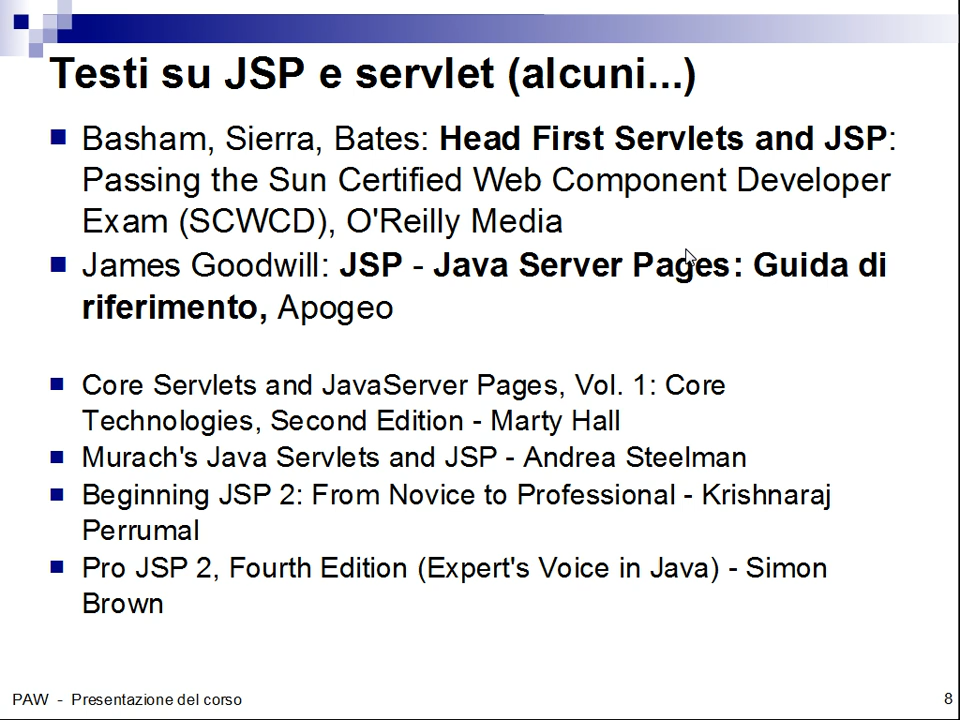 Testi su JSP e servlet (alcuni...)
Basham, Sierra, Bates: Head First Servlets and JSP:
Passing the Sun Certified Web Component Developer
Exam (SCWCD), O'Reilly Media
James Goodwill: JSP - Java Server Pages: Guida di
riferimento, Apogeo
Core Servlets and JavaServer Pages, Vol. 1: Core
Technologies, Second Edition - Marty Hall
Murach's Java Servlets and JSP - Andrea Steelman
Beginning JSP 2: From Novice to Professional - Krishnaraj
Perrumal
Pro JSP 2, Fourth Edition (Expert's Voice in Java) - Simon
Brown
PAW - Presentazione del corso
8